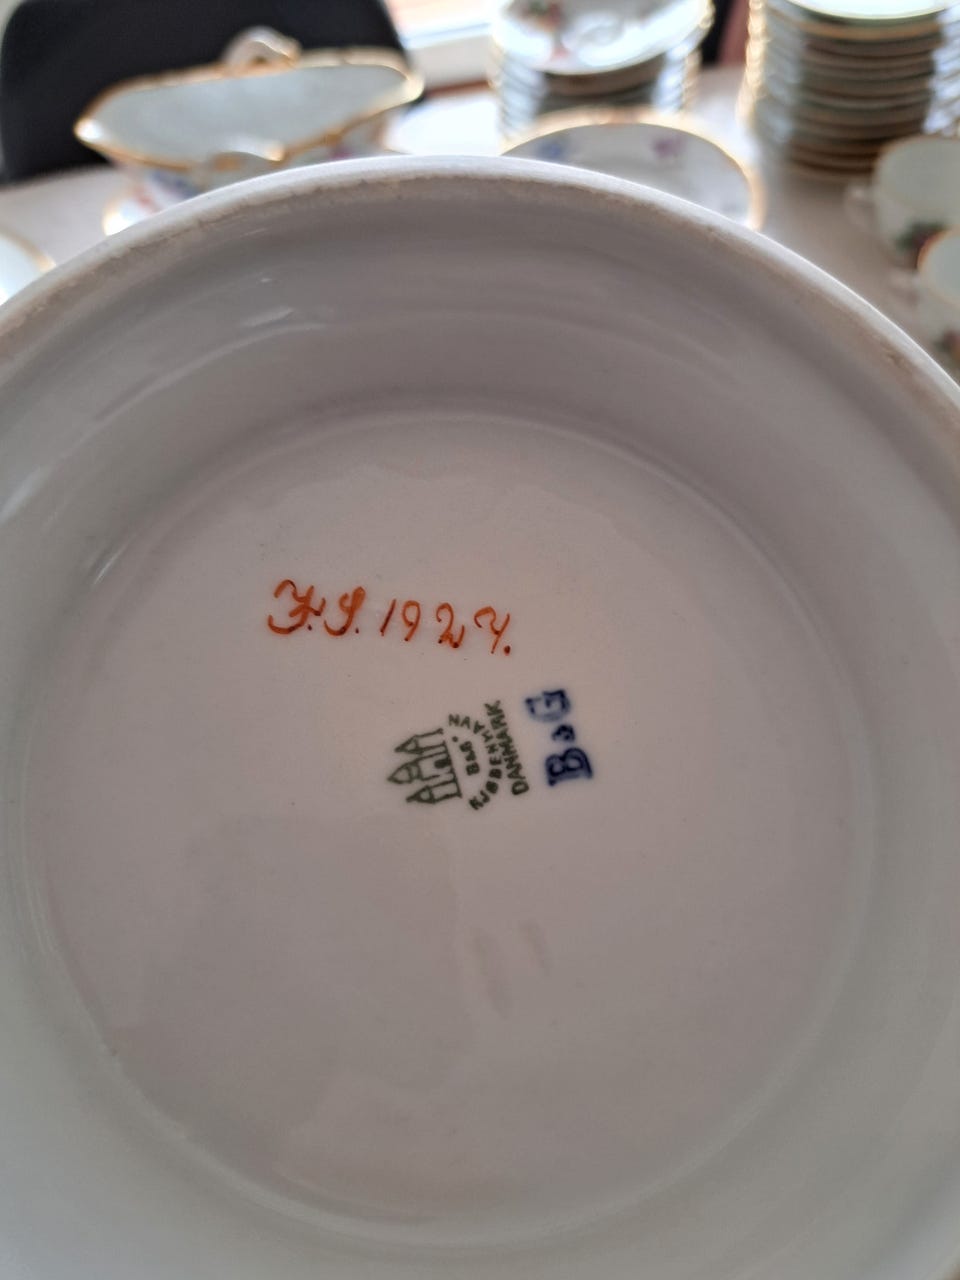 F.S. 1927.
B&G.
KJØBENHAVN
DANMARK
B&G